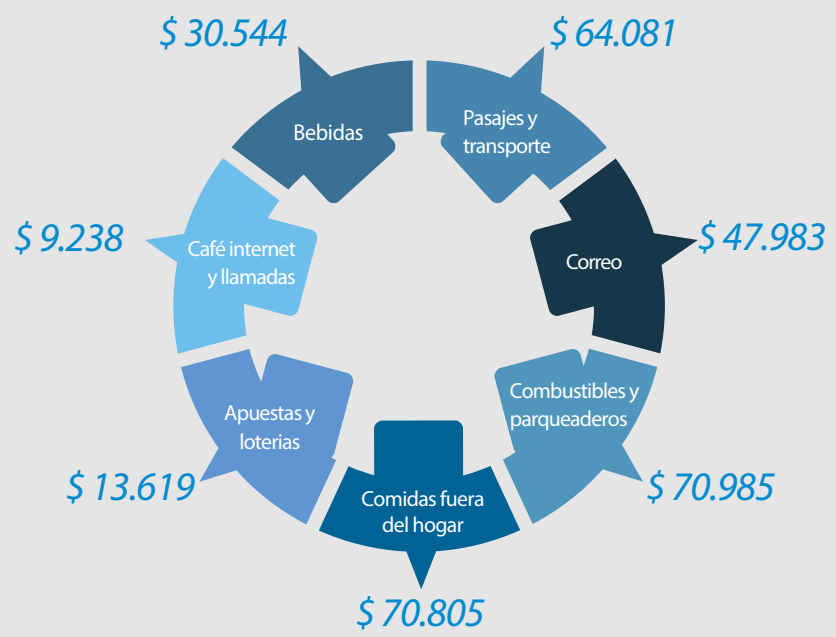 $ 30.544
$ 64.081
Bebidas
Pasajes y
transporte
$ 9.238
Café internet
y llamadas
Correo
$ 47.983
Apuestas y
loterias
Combustibles y
parqueaderos
$ 13.619
Comidas fuera
del hogar
$ 70.985
$ 70.805